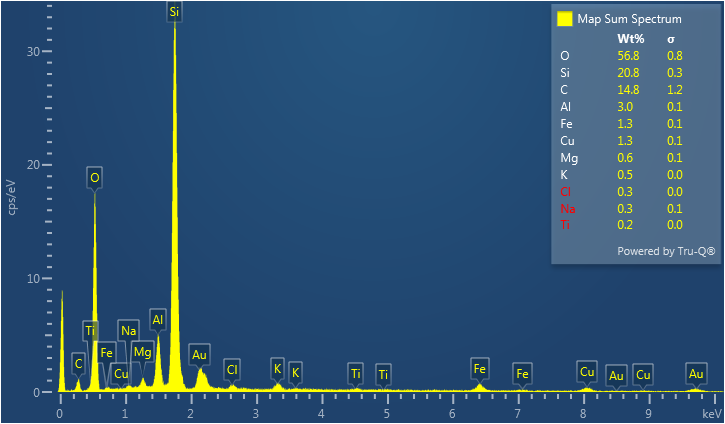 Map Sum Spectrum
Wt% σ
O 56.8 0.8
Si 20.8 0.3
C 14.8 1.2
Al 3.0 0.1
Fe 1.3 0.1
Cu 1.3 0.1
Mg 0.6 0.1
K 0.5 0.0
Cl 0.3 0.0
Na 0.3 0.1
Ti 0.2 0.0
Powered by Tru-Q®
cps/eV
30
20
10
0
Si
O
Ti
Na
Al
C
Fe
Cu
Mg
Au
Cl
K
K
Ti
Ti
Fe
Fe
Cu
Au
Cu
Au
0 1 2 3 4 5 6 7 8 9 keV